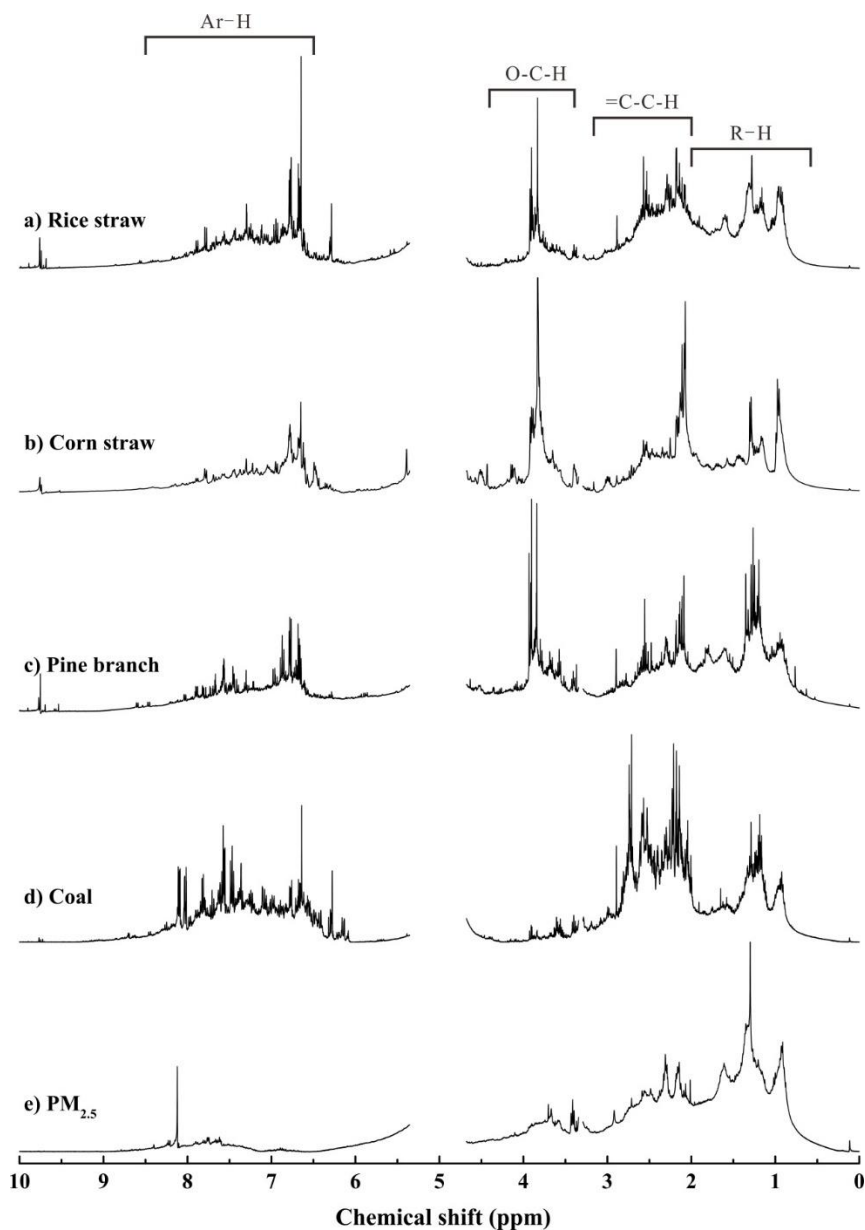 Ar-H
O-C-H
=C-C-H
R-H
a) Rice straw
b) Corn straw
c) Pine branch
d) Coal
e) PM2.5
10 9 8 7 6 5 4 3 2 1 0
Chemical shift (ppm)